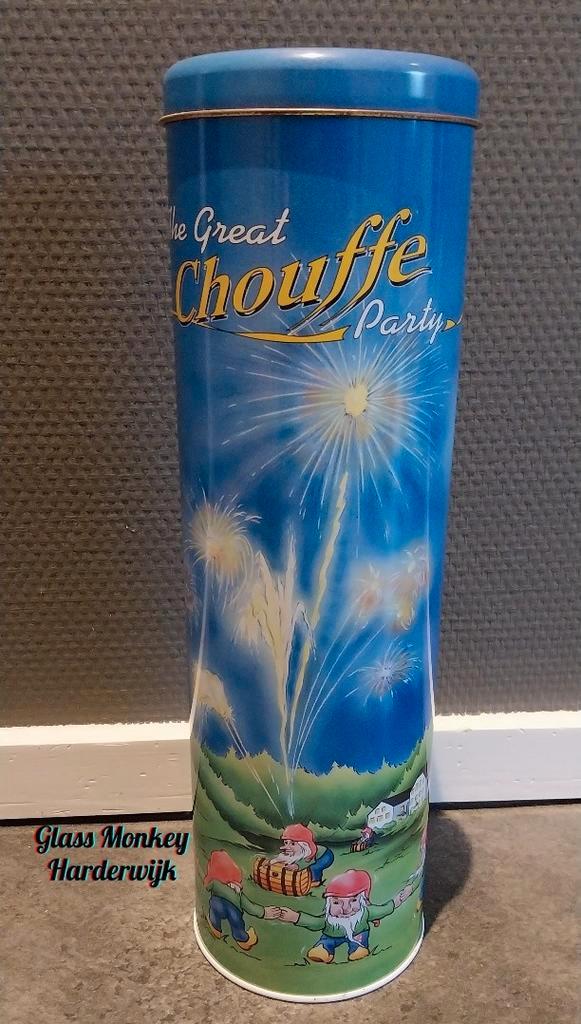 The Great
Chouffe
Party
Glass Monkey
Harderwijk